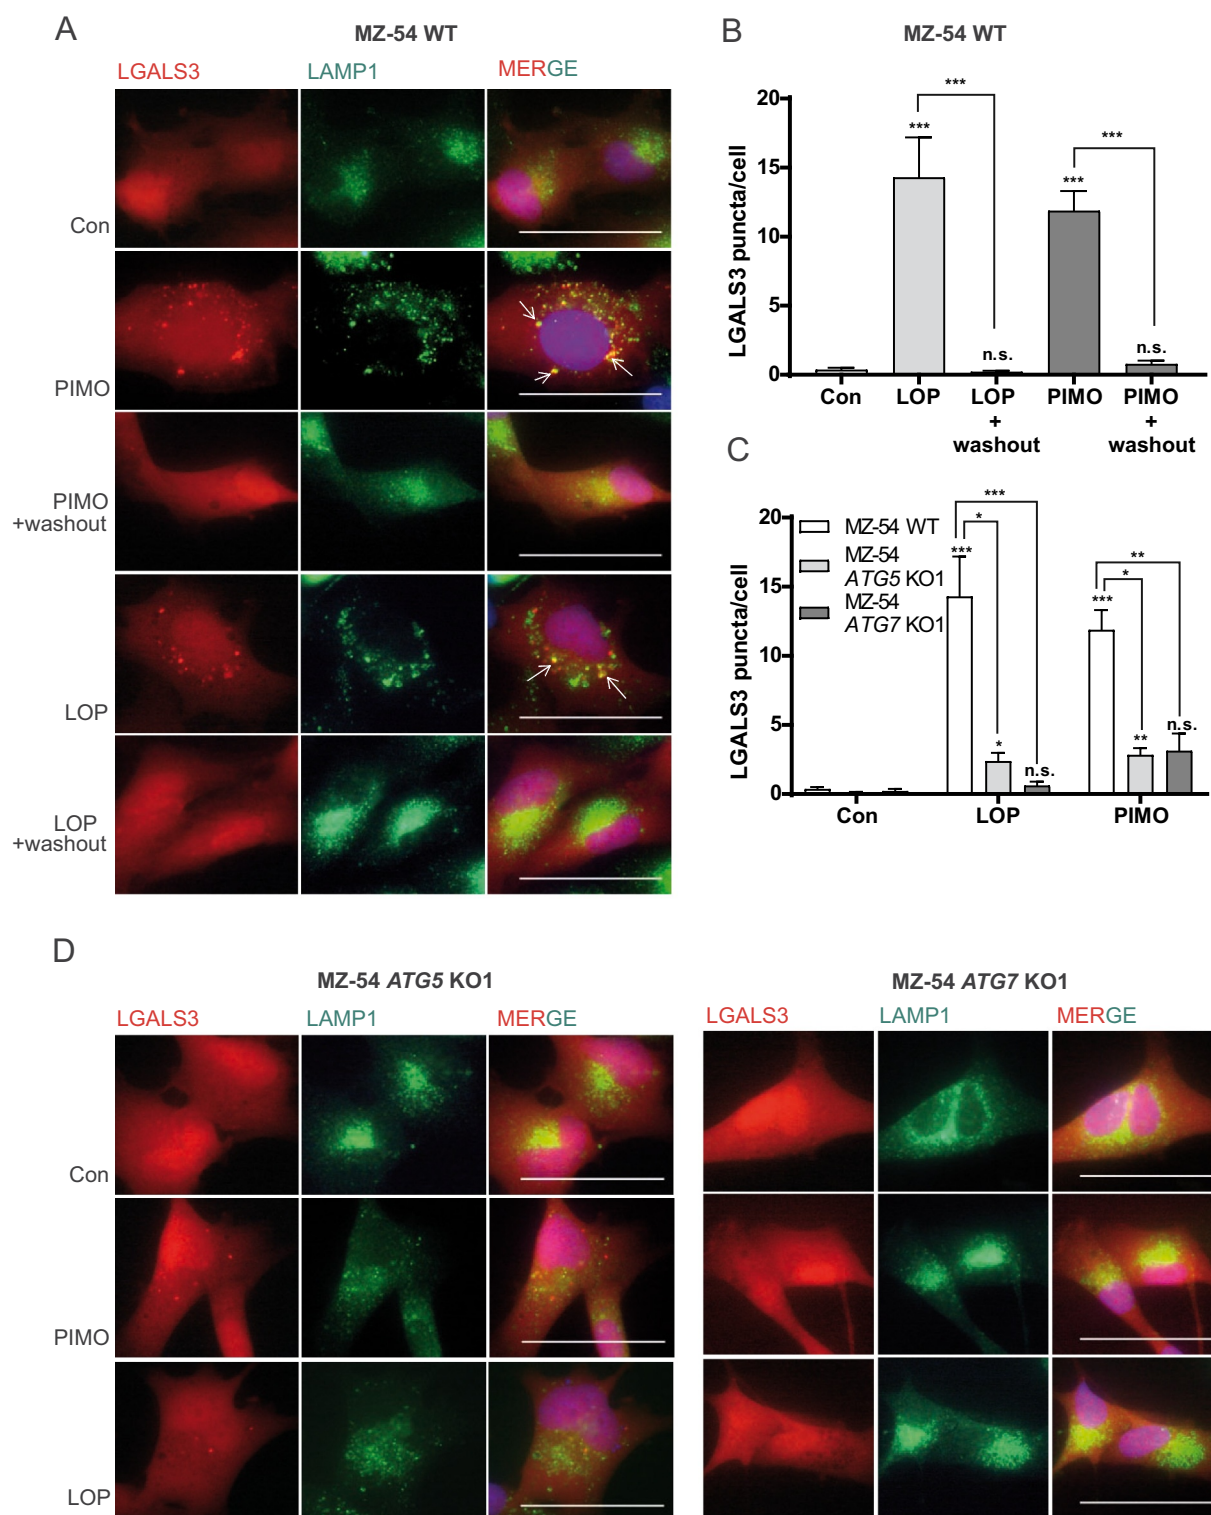 A
MZ-54 WT
LGALS3 LAMP1 MERGE
Con
PIMO
PIMO
+washout
LOP
LOP
+washout
B
MZ-54 WT
LGALS3 puncta/cell
20
15
10
5
0
***
***
n.s.
***
***
n.s.
Con LOP LOP PIMO PIMO
+ +
washout washout
C
LGALS3 puncta/cell
20
15
10
5
0
MZ-54 WT
MZ-54
ATG5 KO1
MZ-54
ATG7 KO1
***
*
***
*
n.s.
**
*
***
**
n.s.
Con LOP PIMO
D
MZ-54 ATG5 KO1
LGALS3 LAMP1 MERGE
Con
PIMO
LOP
MZ-54 ATG7 KO1
LGALS3 LAMP1 MERGE